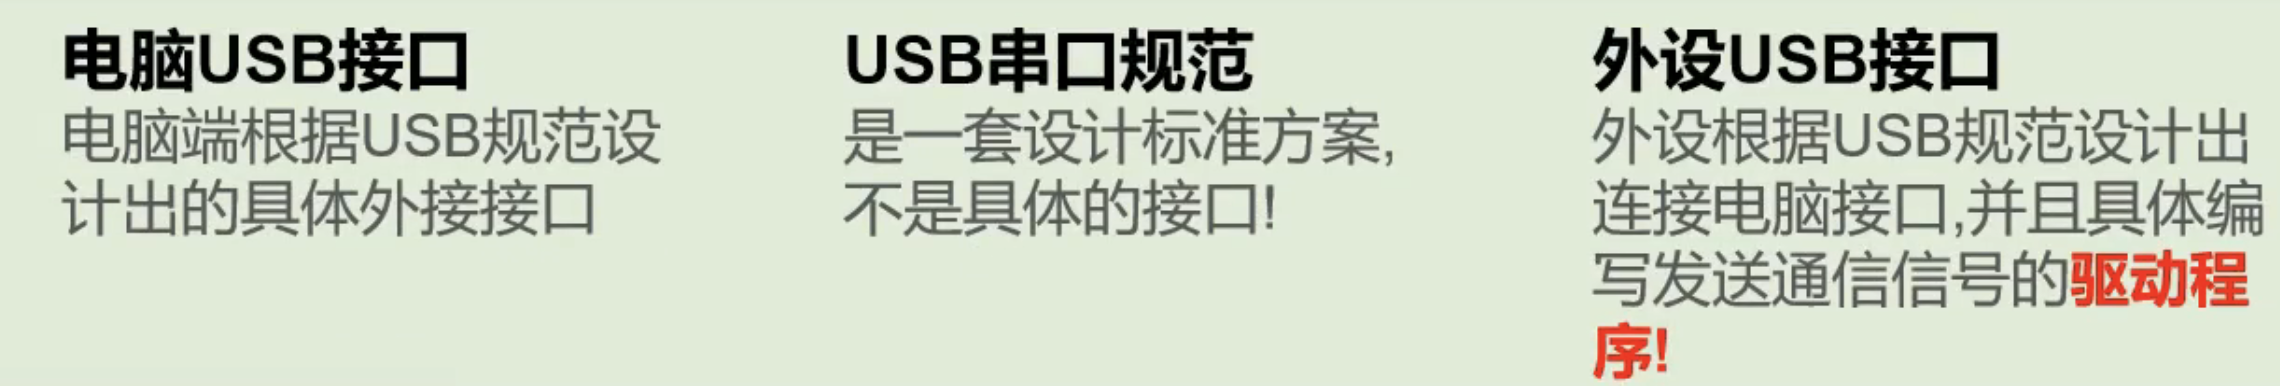 电脑USB接口
电脑端根据USB规范设
计出的具体外接接口
USB串口规范
是一套设计标准方案,
不是具体的接口!
外设USB接口
外设根据USB规范设计出
连接电脑接口,并且具体编
写发送通信信号的驱动程
序!